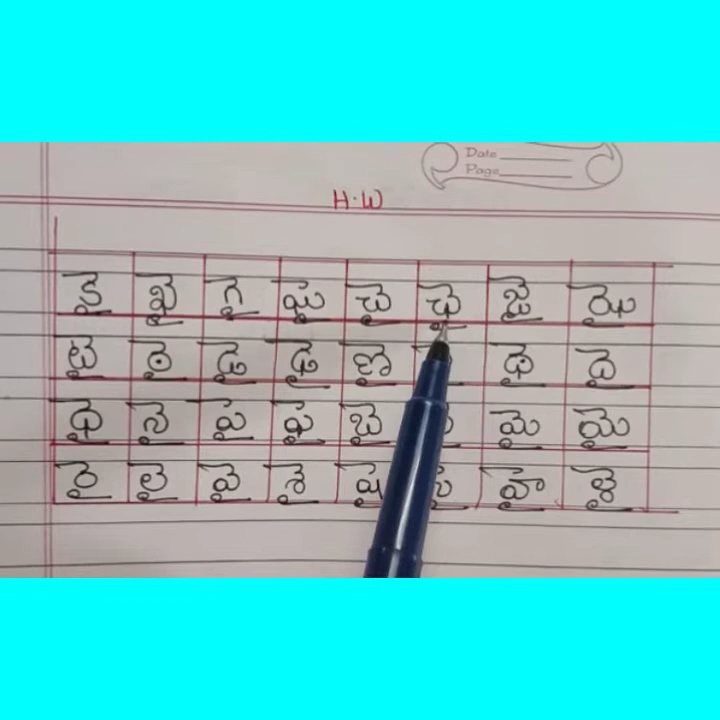 Date
Page
H.W
కై ఖై గై ఘై చై ఛై జై ఝై
టై ఠై డై ఢై ణై థై దై
ధై నై పై ఫై బై మై యై
రై లై వై శై షై సై హై ళై